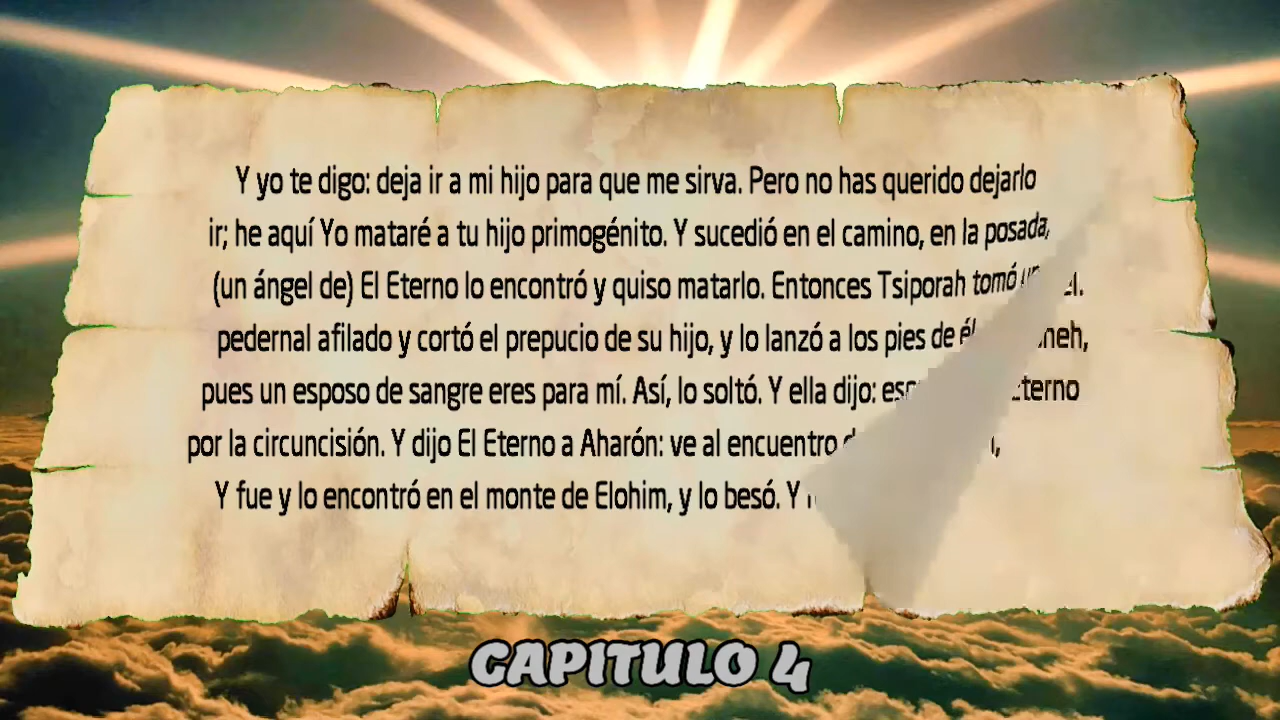 Y yo te digo: deja ir a mi hijo para que me sirva. Pero no has querido dejarlo
ir; he aquí Yo mataré a tu hijo primogénito. Y sucedió en el camino, en la posada,
(un ángel de) El Eterno lo encontró y quiso matarlo. Entonces Tsiporah tomó
pedernal afilado y cortó el prepucio de su hijo, y lo lanzó a los pies de
pues un esposo de sangre eres para mí. Así, lo soltó. Y ella dijo:
por la circuncisión. Y dijo El Eterno a Aharón: ve al encuentro
Y fue y lo encontró en el monte de Elohim, y lo besó. Y
CAPITULO 4